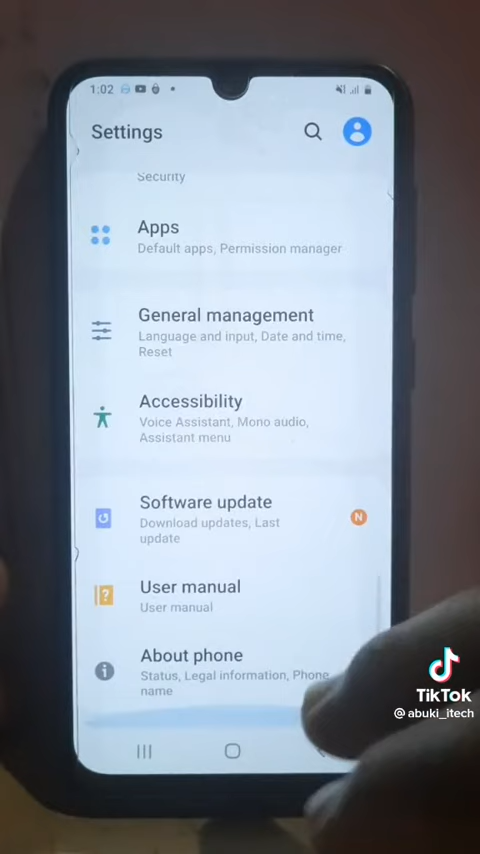 1:02
Settings
Security
Apps
Default apps, Permission manager
General management
Language and input, Date and time,
Reset
Accessibility
Voice Assistant, Mono audio,
Assistant menu
Software update
Download updates, Last
update
N
User manual
User manual
About phone
Status, Legal information, Phone
name
TikTok
@abuki_itech